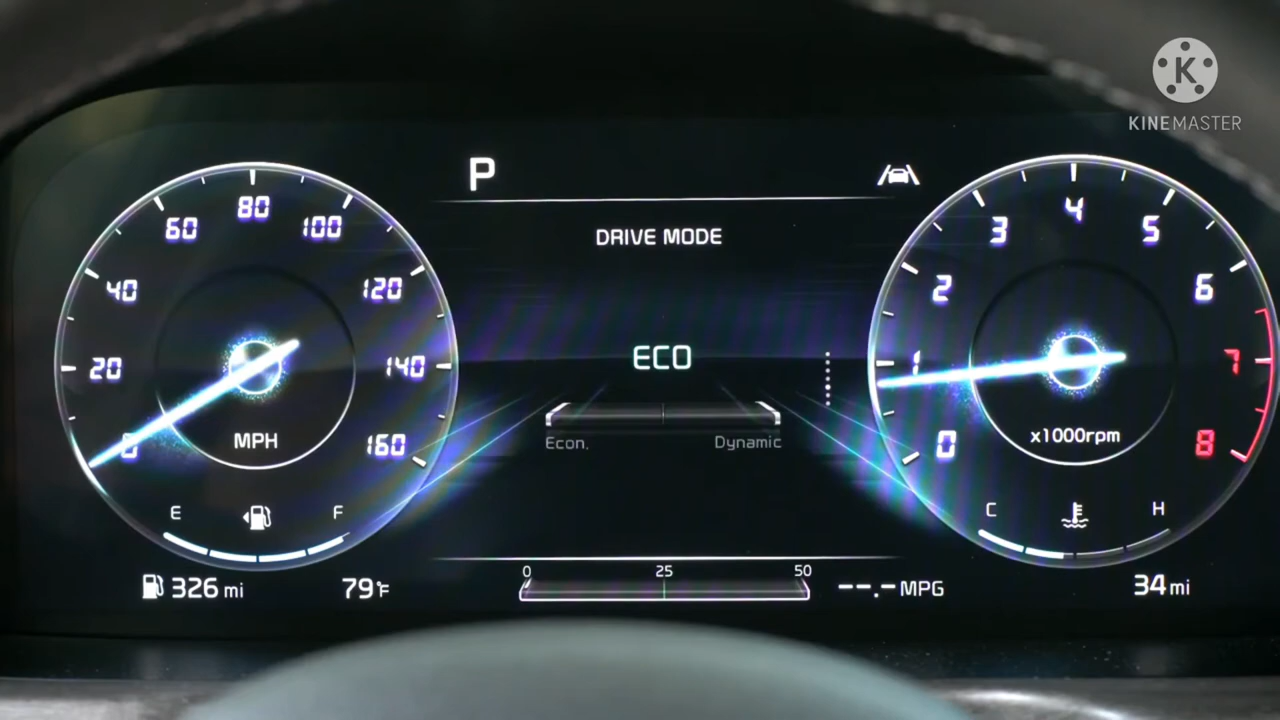 KINEMASTER
P
DRIVE MODE
ECO
Econ. Dynamic
0 20 40 60 80 100 120 140 160
MPH
E F
326 mi
79°F
0 25 50
--.- MPG
0 1 2 3 4 5 6 7 8
x1000rpm
C H
34 mi